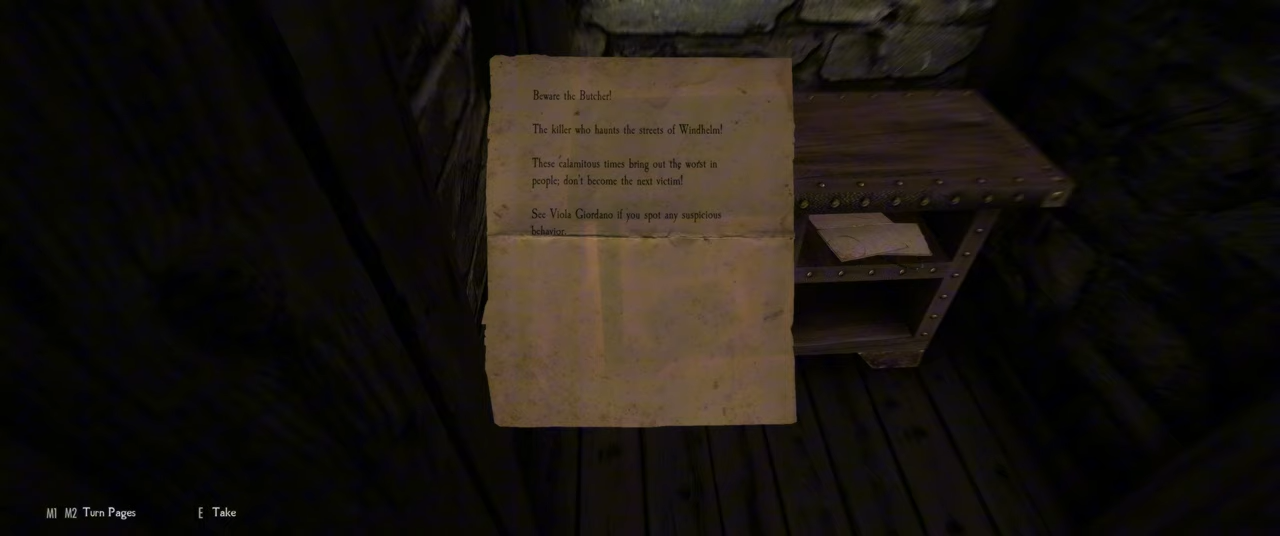 Beware the Butcher!
The killer who haunts the streets of Windhelm!
These calamitous times bring out the worst in
people; don't become the next victim!
See Viola Giordano if you spot any suspicious
behavior.
M1 M2 Turn Pages
E Take